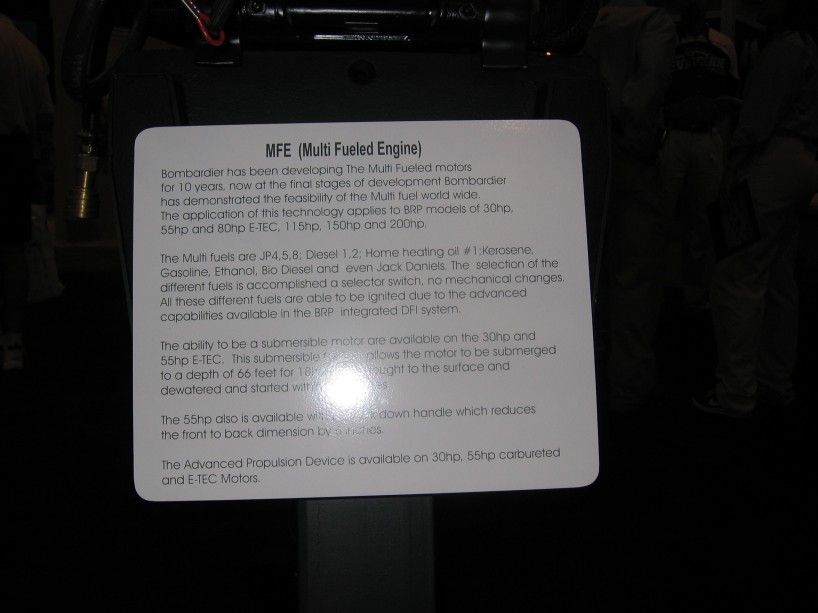 MFE (Multi Fueled Engine)
Bombardier has been developing The Multi Fueled motors
for 10 years, now at the final stages of development Bombardier
has demonstrated the feasibility of the Multi fuel world wide.
The application of this technology applies to BRP models of 30hp,
55hp and 80hp E-TEC, 115hp, 150hp and 200hp.
The Multi fuels are JP4,5,8; Diesel 1,2; Home heating oil #1;Kerosene,
Gasoline, Ethanol, Bio Diesel and even Jack Daniels. The selection of the
different fuels is accomplished a selector switch, no mechanical changes.
All these different fuels are able to be ignited due to the advanced
capabilities available in the BRP integrated DFI system.
The ability to be a submersible motor are available on the 30hp and
55hp E-TEC. This submersible allows the motor to be submerged
to a depth of 66 feet for to the surface and
dewatered and started
The 55hp also is available down handle which reduces
the front to back dimension by
The Advanced Propulsion Device is available on 30hp, 55hp carbureted
and E-TEC Motors.